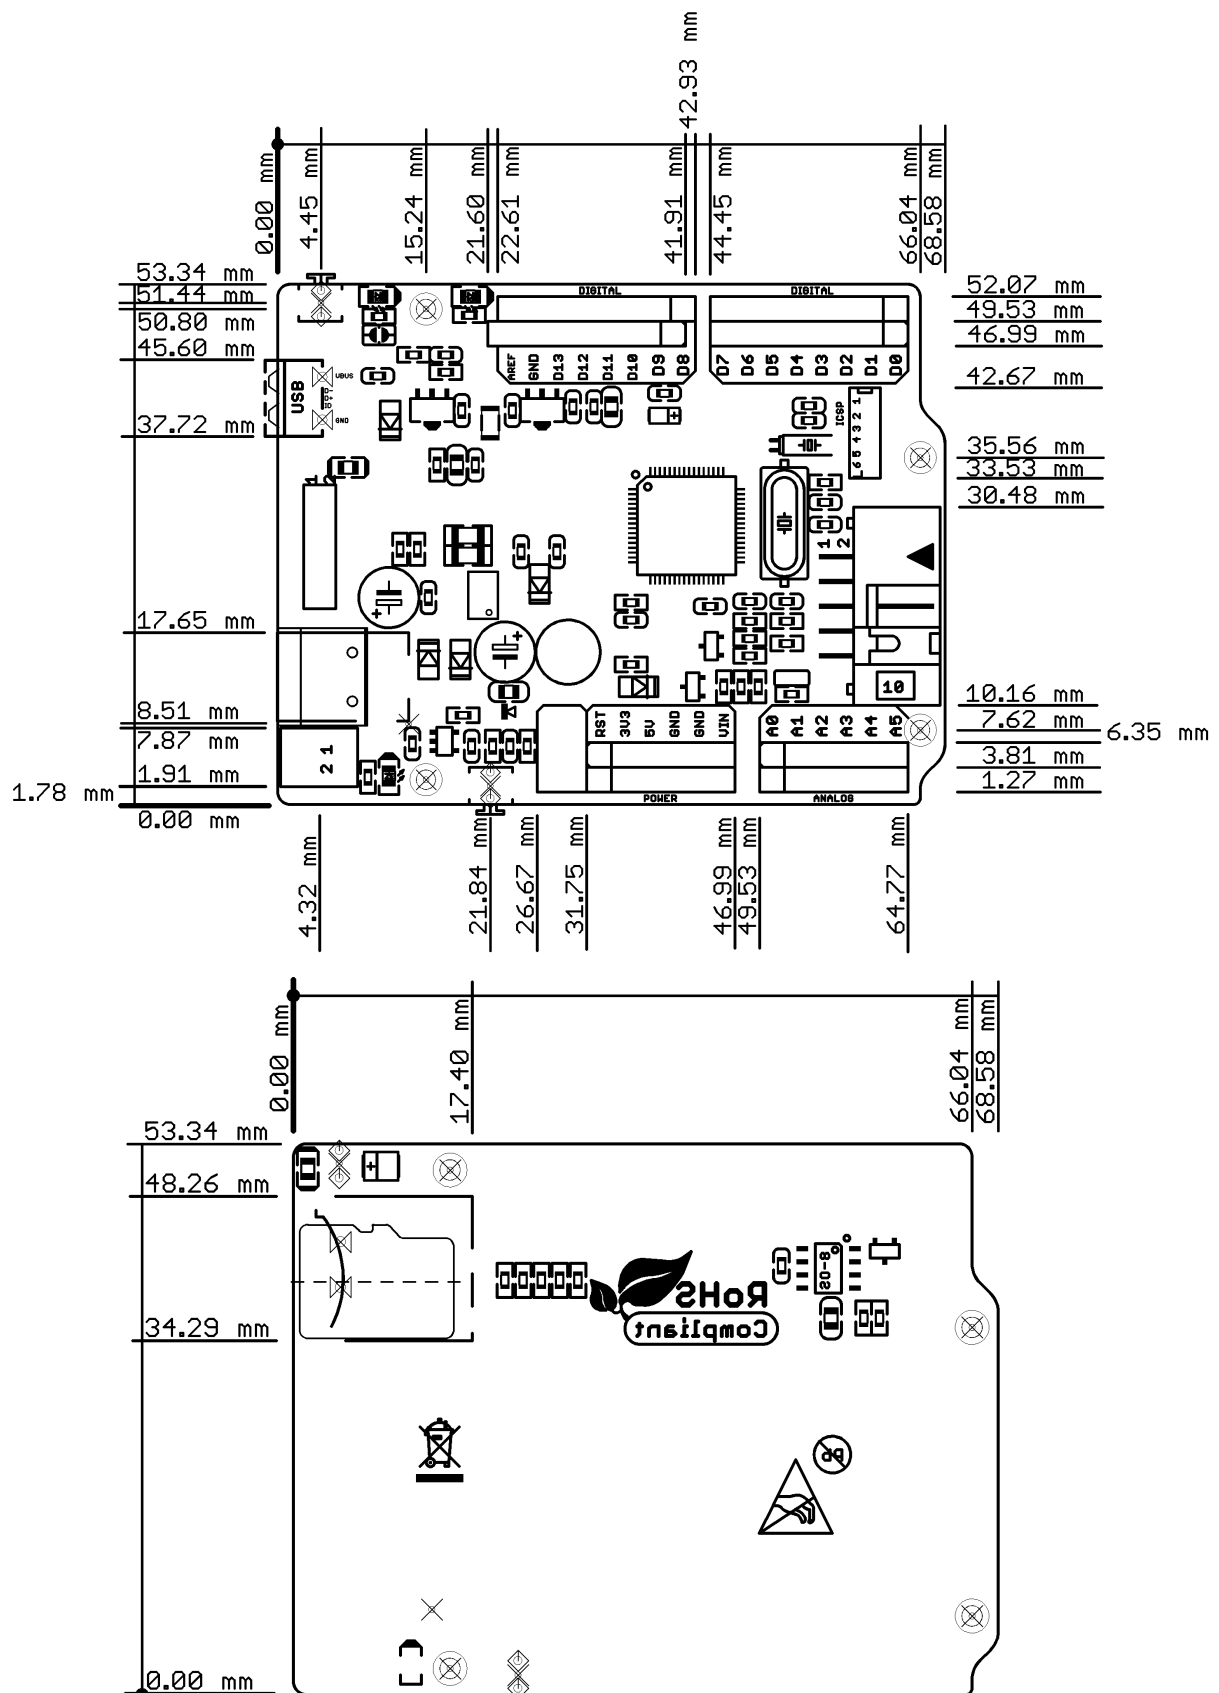 42.93 mm
0.00 mm
4.45 mm
15.24 mm
21.60 mm
22.61 mm
41.91 mm
44.45 mm
66.04 mm
68.58 mm
53.34 mm
51.44 mm
50.80 mm
45.60 mm
37.72 mm
17.65 mm
8.51 mm
7.87 mm
1.91 mm
1.78 mm
0.00 mm
52.07 mm
49.53 mm
46.99 mm
42.67 mm
35.56 mm
33.53 mm
30.48 mm
10.16 mm
7.62 mm
6.35 mm
3.81 mm
1.27 mm
DIGITAL
DIGITAL
AREF
GND
D13
D12
D11
D10
D9
D8
D7
D6
D5
D4
D3
D2
D1
D0
USB
VBUS
D-
D+
ID
GND
ICSP
6 5 4 3 2 1
1 2
1 2
10
RST
3V3
5V
GND
GND
VIN
A0
A1
A2
A3
A4
A5
2 1
POWER
ANALOG
4.32 mm
21.84 mm
26.67 mm
31.75 mm
46.99 mm
49.53 mm
64.77 mm
0.00 mm
17.40 mm
66.04 mm
68.58 mm
53.34 mm
48.26 mm
34.29 mm
0.00 mm
RoHS
Compliant
SO-8
Pb